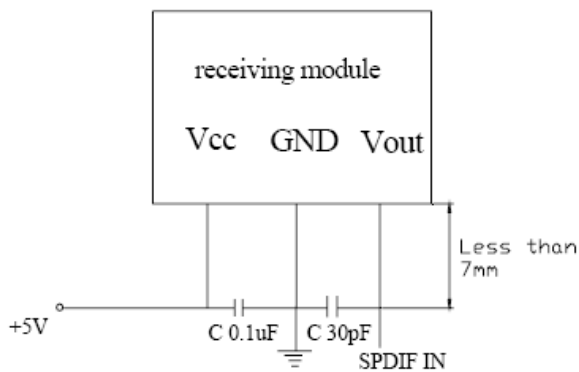 receiving module
Vcc GND Vout
Less than
7mm
+5V
C 0.1uF C 30pF
SPDIF IN